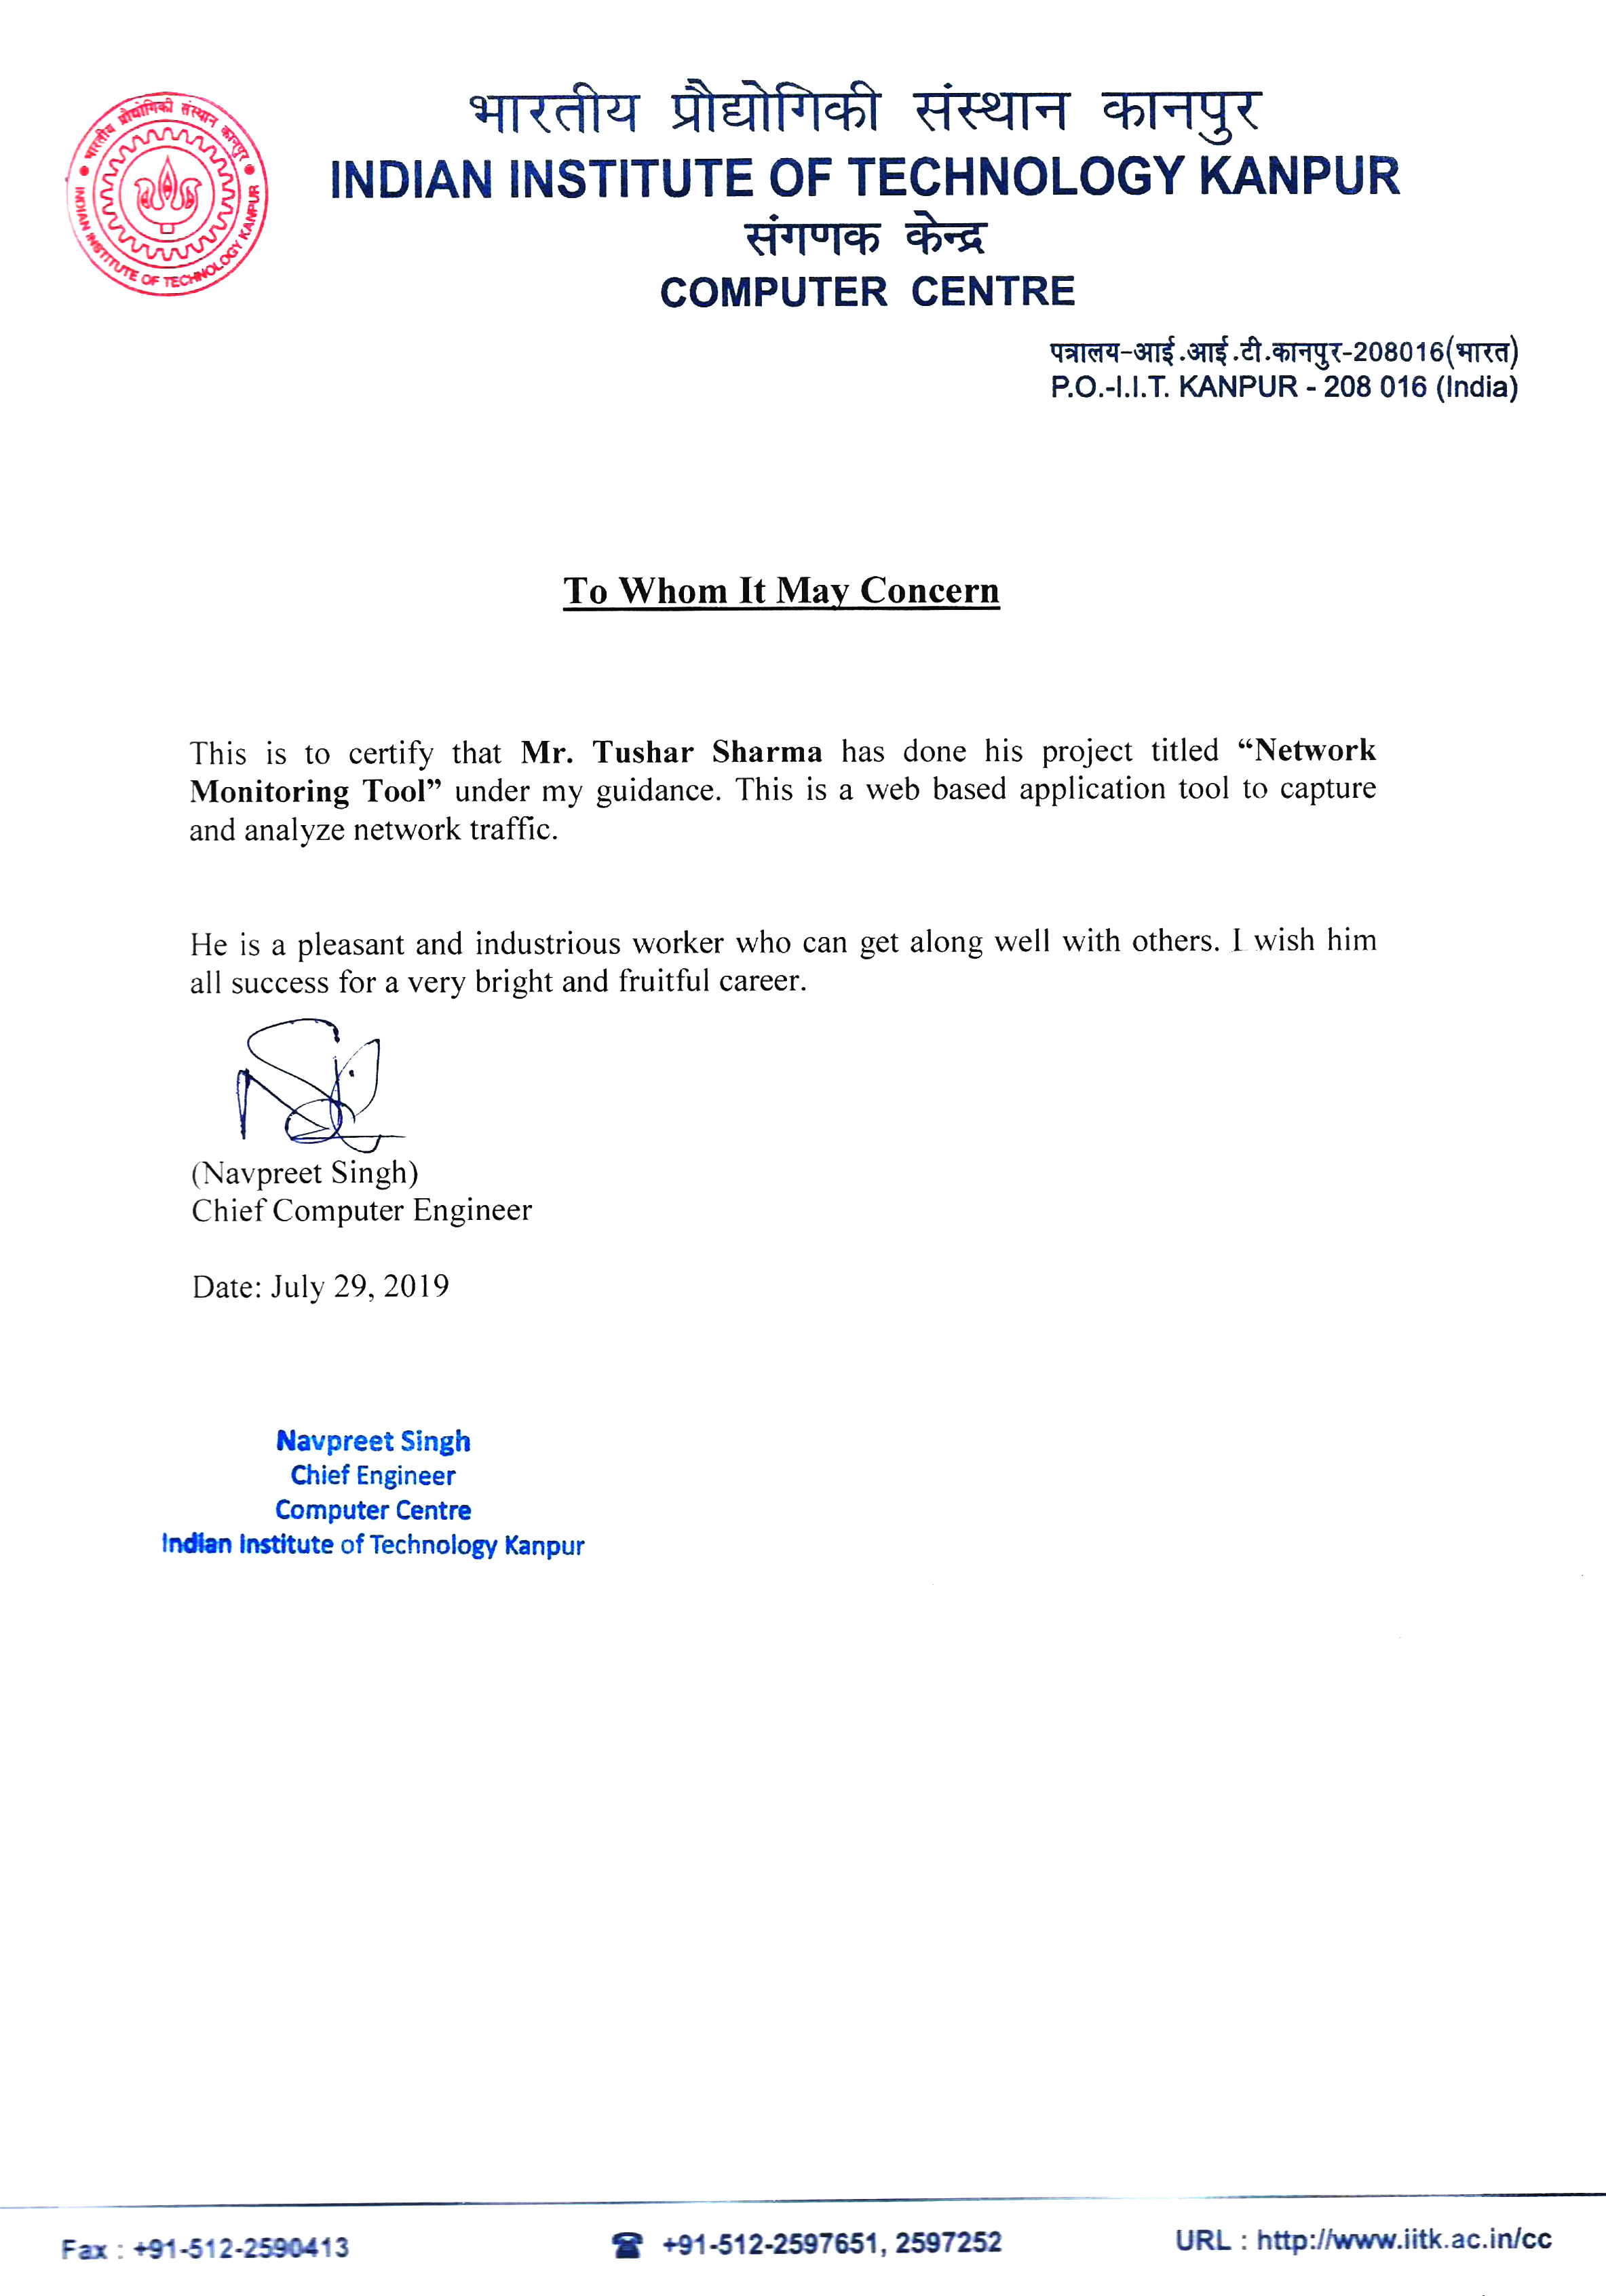 भारतीय प्रौद्योगिकी संस्थान कानपुर
INDIAN INSTITUTE OF TECHNOLOGY KANPUR
भारतीय प्रौद्योगिकी संस्थान कानपुर
INDIAN INSTITUTE OF TECHNOLOGY KANPUR
संगणक केन्द्र
COMPUTER CENTRE
पत्रालय-आई.आई.टी.कानपुर-208016(भारत)
P.O.-I.I.T. KANPUR - 208 016 (India)
To Whom It May Concern
This is to certify that Mr. Tushar Sharma has done his project titled “Network
Monitoring Tool” under my guidance. This is a web based application tool to capture
and analyze network traffic.
He is a pleasant and industrious worker who can get along well with others. I wish him
all success for a very bright and fruitful career.
(Navpreet Singh)
Chief Computer Engineer
Date: July 29, 2019
Navpreet Singh
Chief Engineer
Computer Centre
Indian Institute of Technology Kanpur
Fax : +91-512-2590413
☎ +91-512-2597651, 2597252
URL : http://www.iitk.ac.in/cc